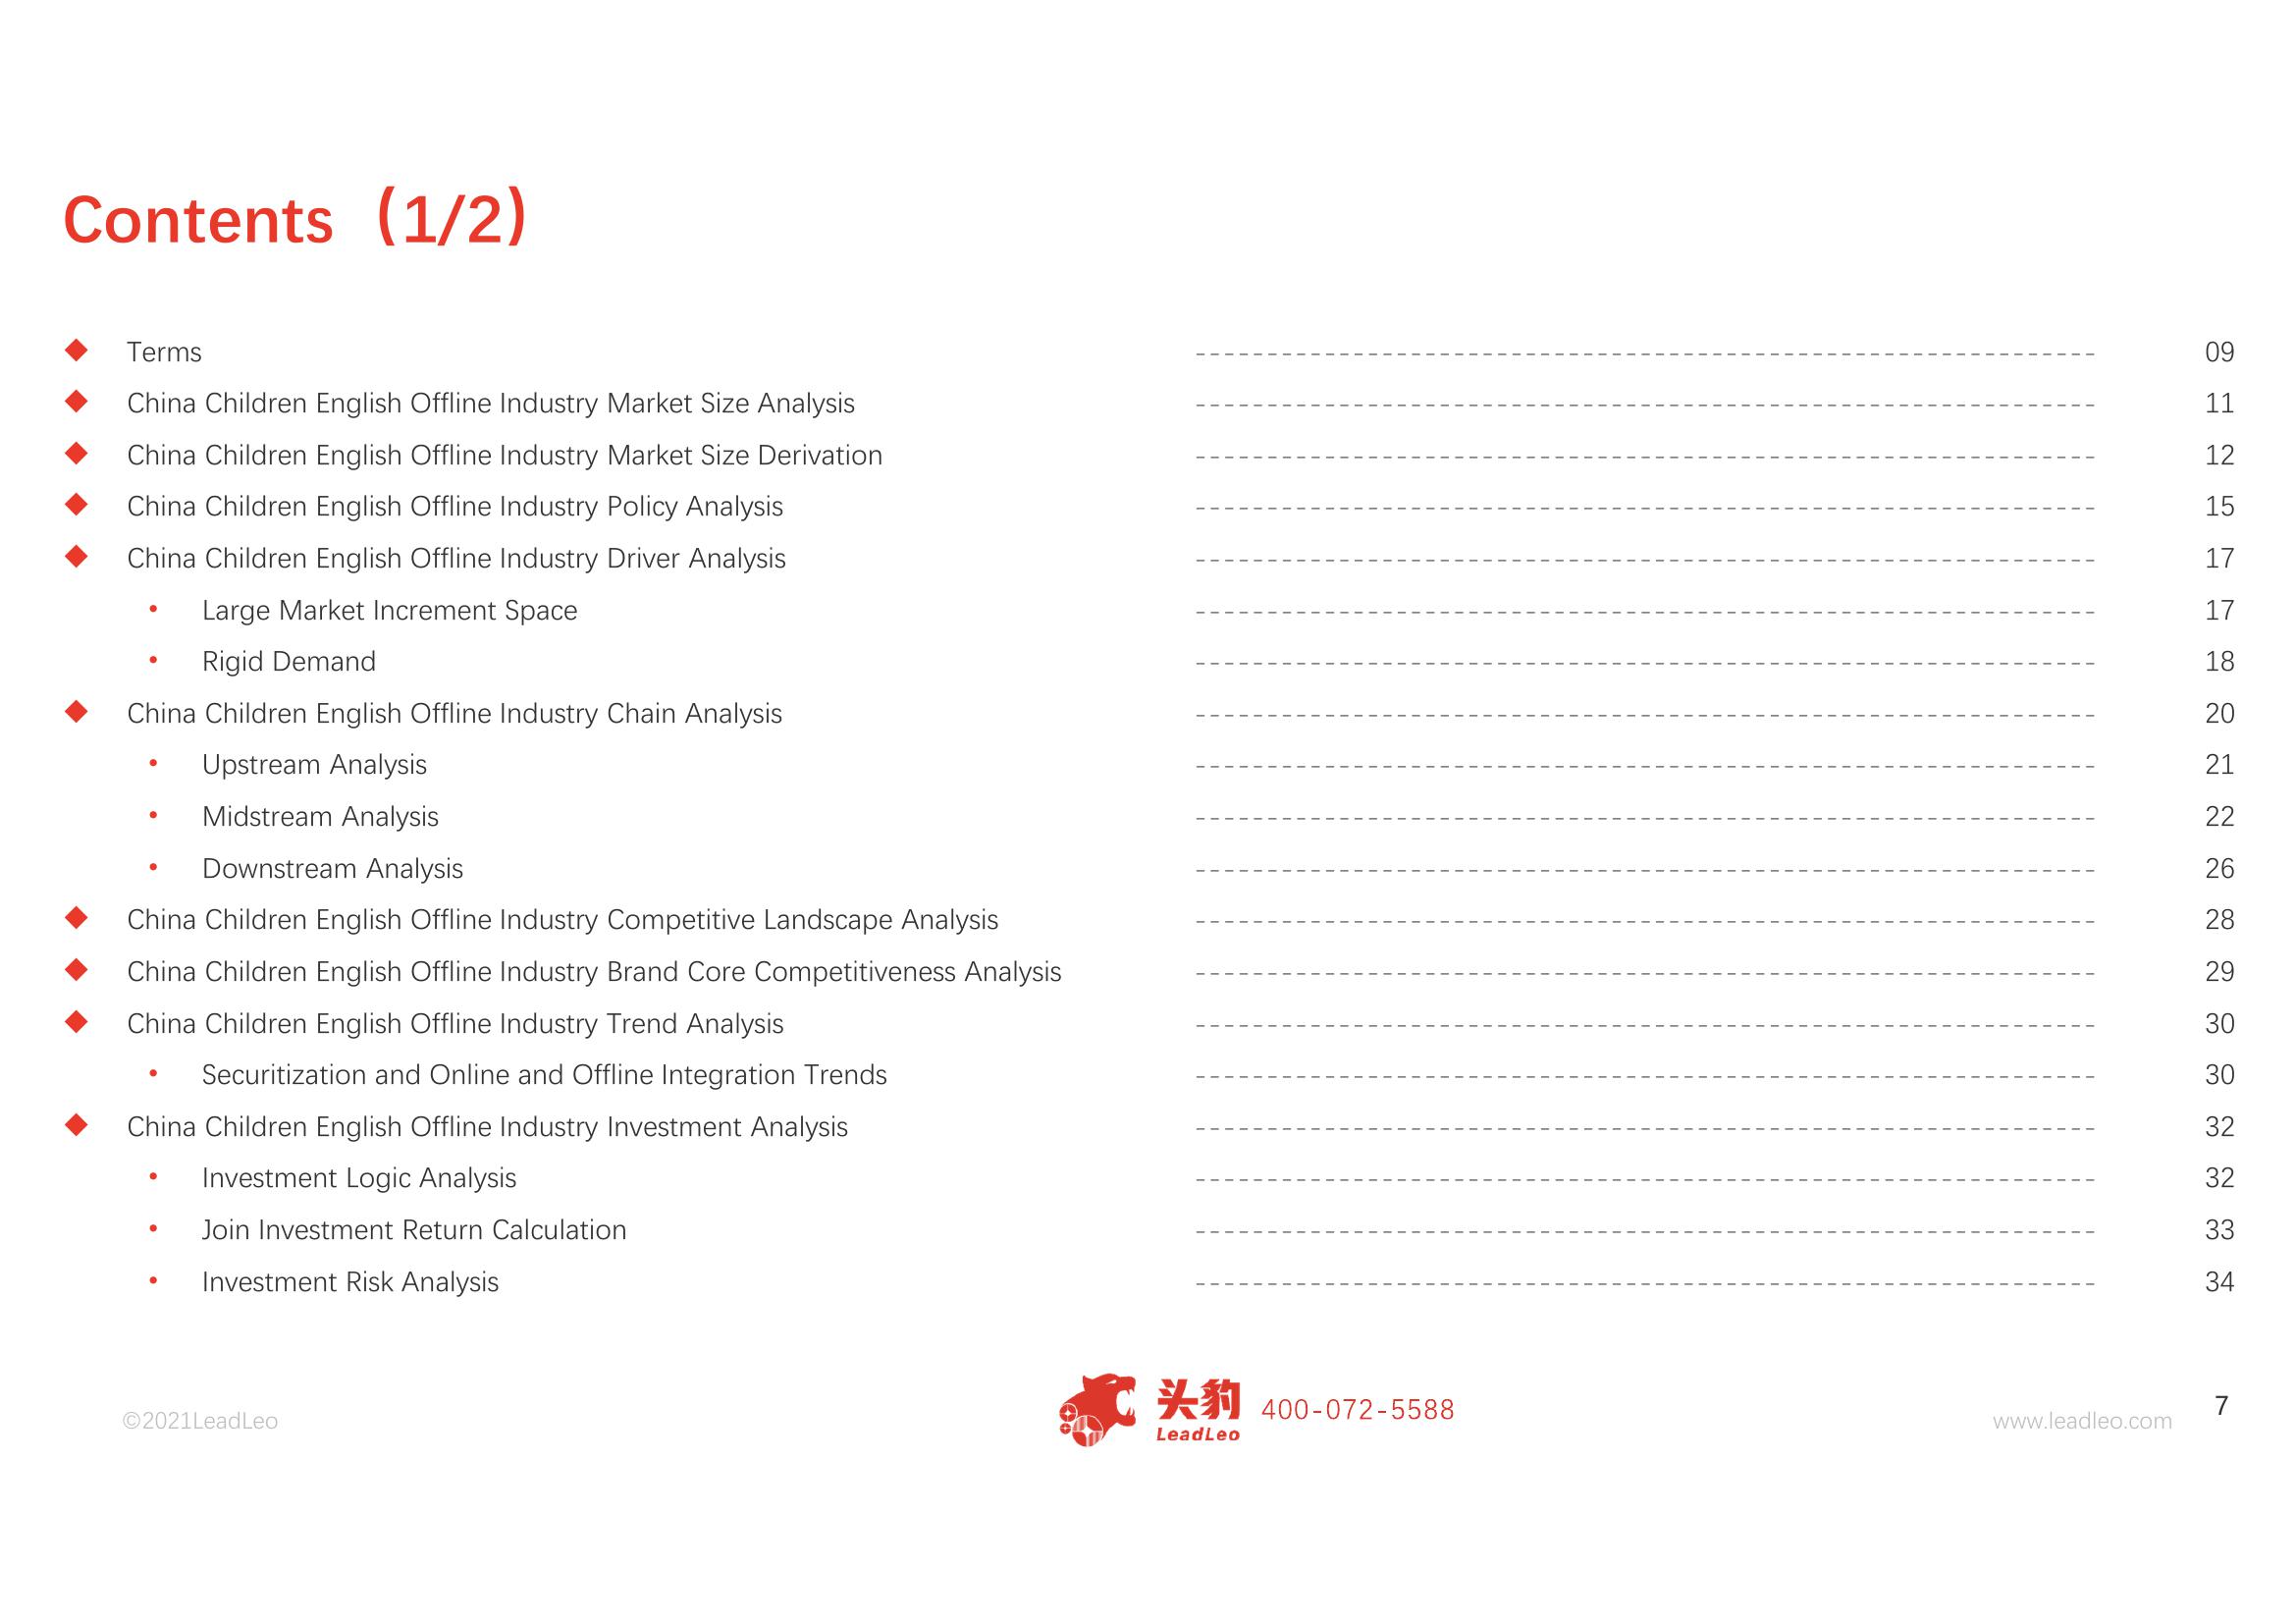 Contents（1/2）
◆ Terms ---------------------------------------- 09
◆ China Children English Offline Industry Market Size Analysis ---------------------------------------- 11
◆ China Children English Offline Industry Market Size Derivation ---------------------------------------- 12
◆ China Children English Offline Industry Policy Analysis ---------------------------------------- 15
◆ China Children English Offline Industry Driver Analysis ---------------------------------------- 17
• Large Market Increment Space ---------------------------------------- 17
• Rigid Demand ---------------------------------------- 18
◆ China Children English Offline Industry Chain Analysis ---------------------------------------- 20
• Upstream Analysis ---------------------------------------- 21
• Midstream Analysis ---------------------------------------- 22
• Downstream Analysis ---------------------------------------- 26
◆ China Children English Offline Industry Competitive Landscape Analysis ---------------------------------------- 28
◆ China Children English Offline Industry Brand Core Competitiveness Analysis ---------------------------------------- 29
◆ China Children English Offline Industry Trend Analysis ---------------------------------------- 30
• Securitization and Online and Offline Integration Trends ---------------------------------------- 30
◆ China Children English Offline Industry Investment Analysis ---------------------------------------- 32
• Investment Logic Analysis ---------------------------------------- 32
• Join Investment Return Calculation ---------------------------------------- 33
• Investment Risk Analysis ---------------------------------------- 34
©2021LeadLeo
头豹
LeadLeo
400-072-5588
www.leadleo.com
7